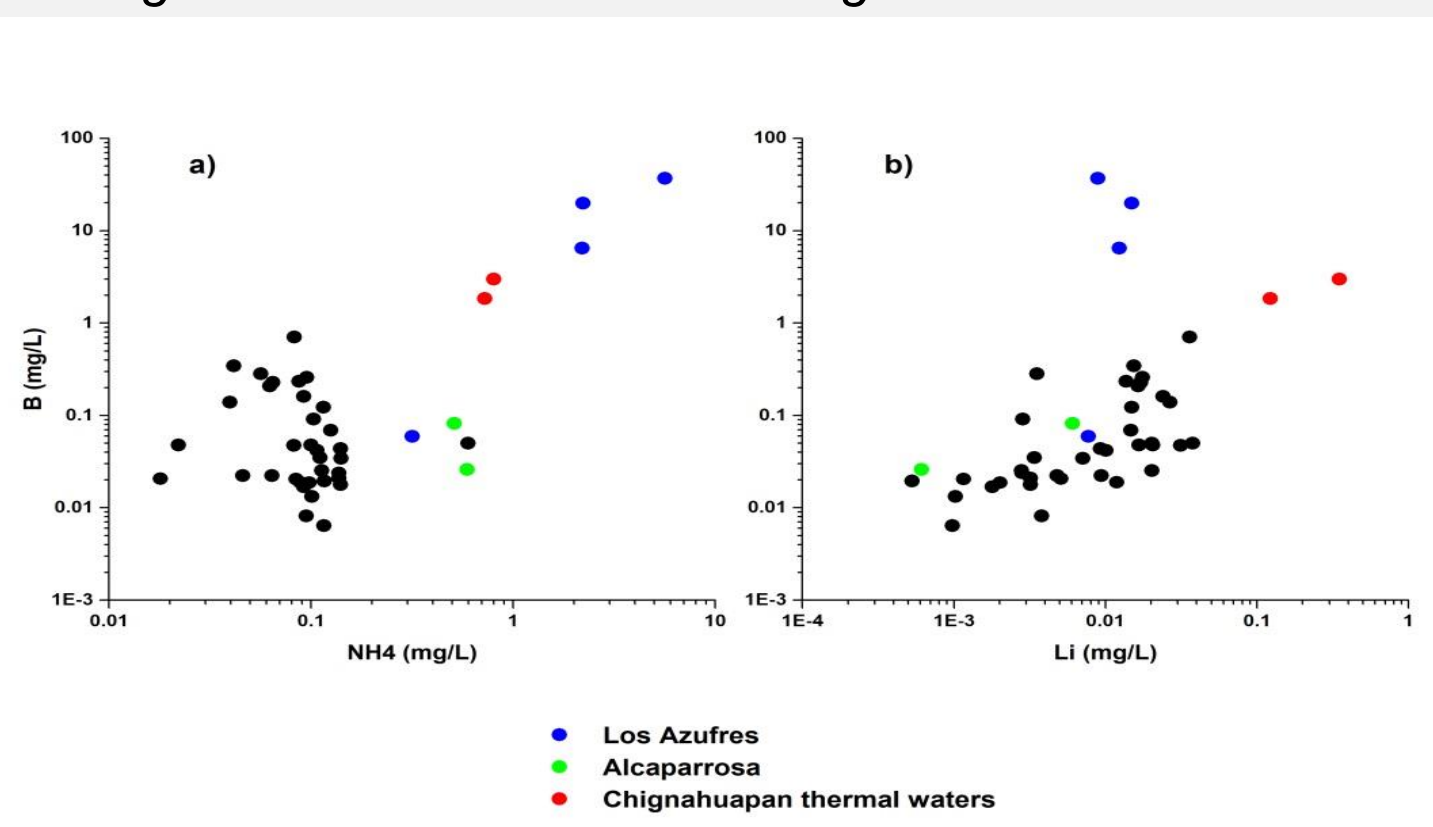 a)
b)
100
10
1
0.1
0.01
1E-3
B (mg/L)
0.01
0.1
1
10
NH4 (mg/L)
100
10
1
0.1
0.01
1E-3
1E-4
1E-3
0.01
0.1
1
Li (mg/L)
Los Azufres
Alcaparrosa
Chignahuapan thermal waters